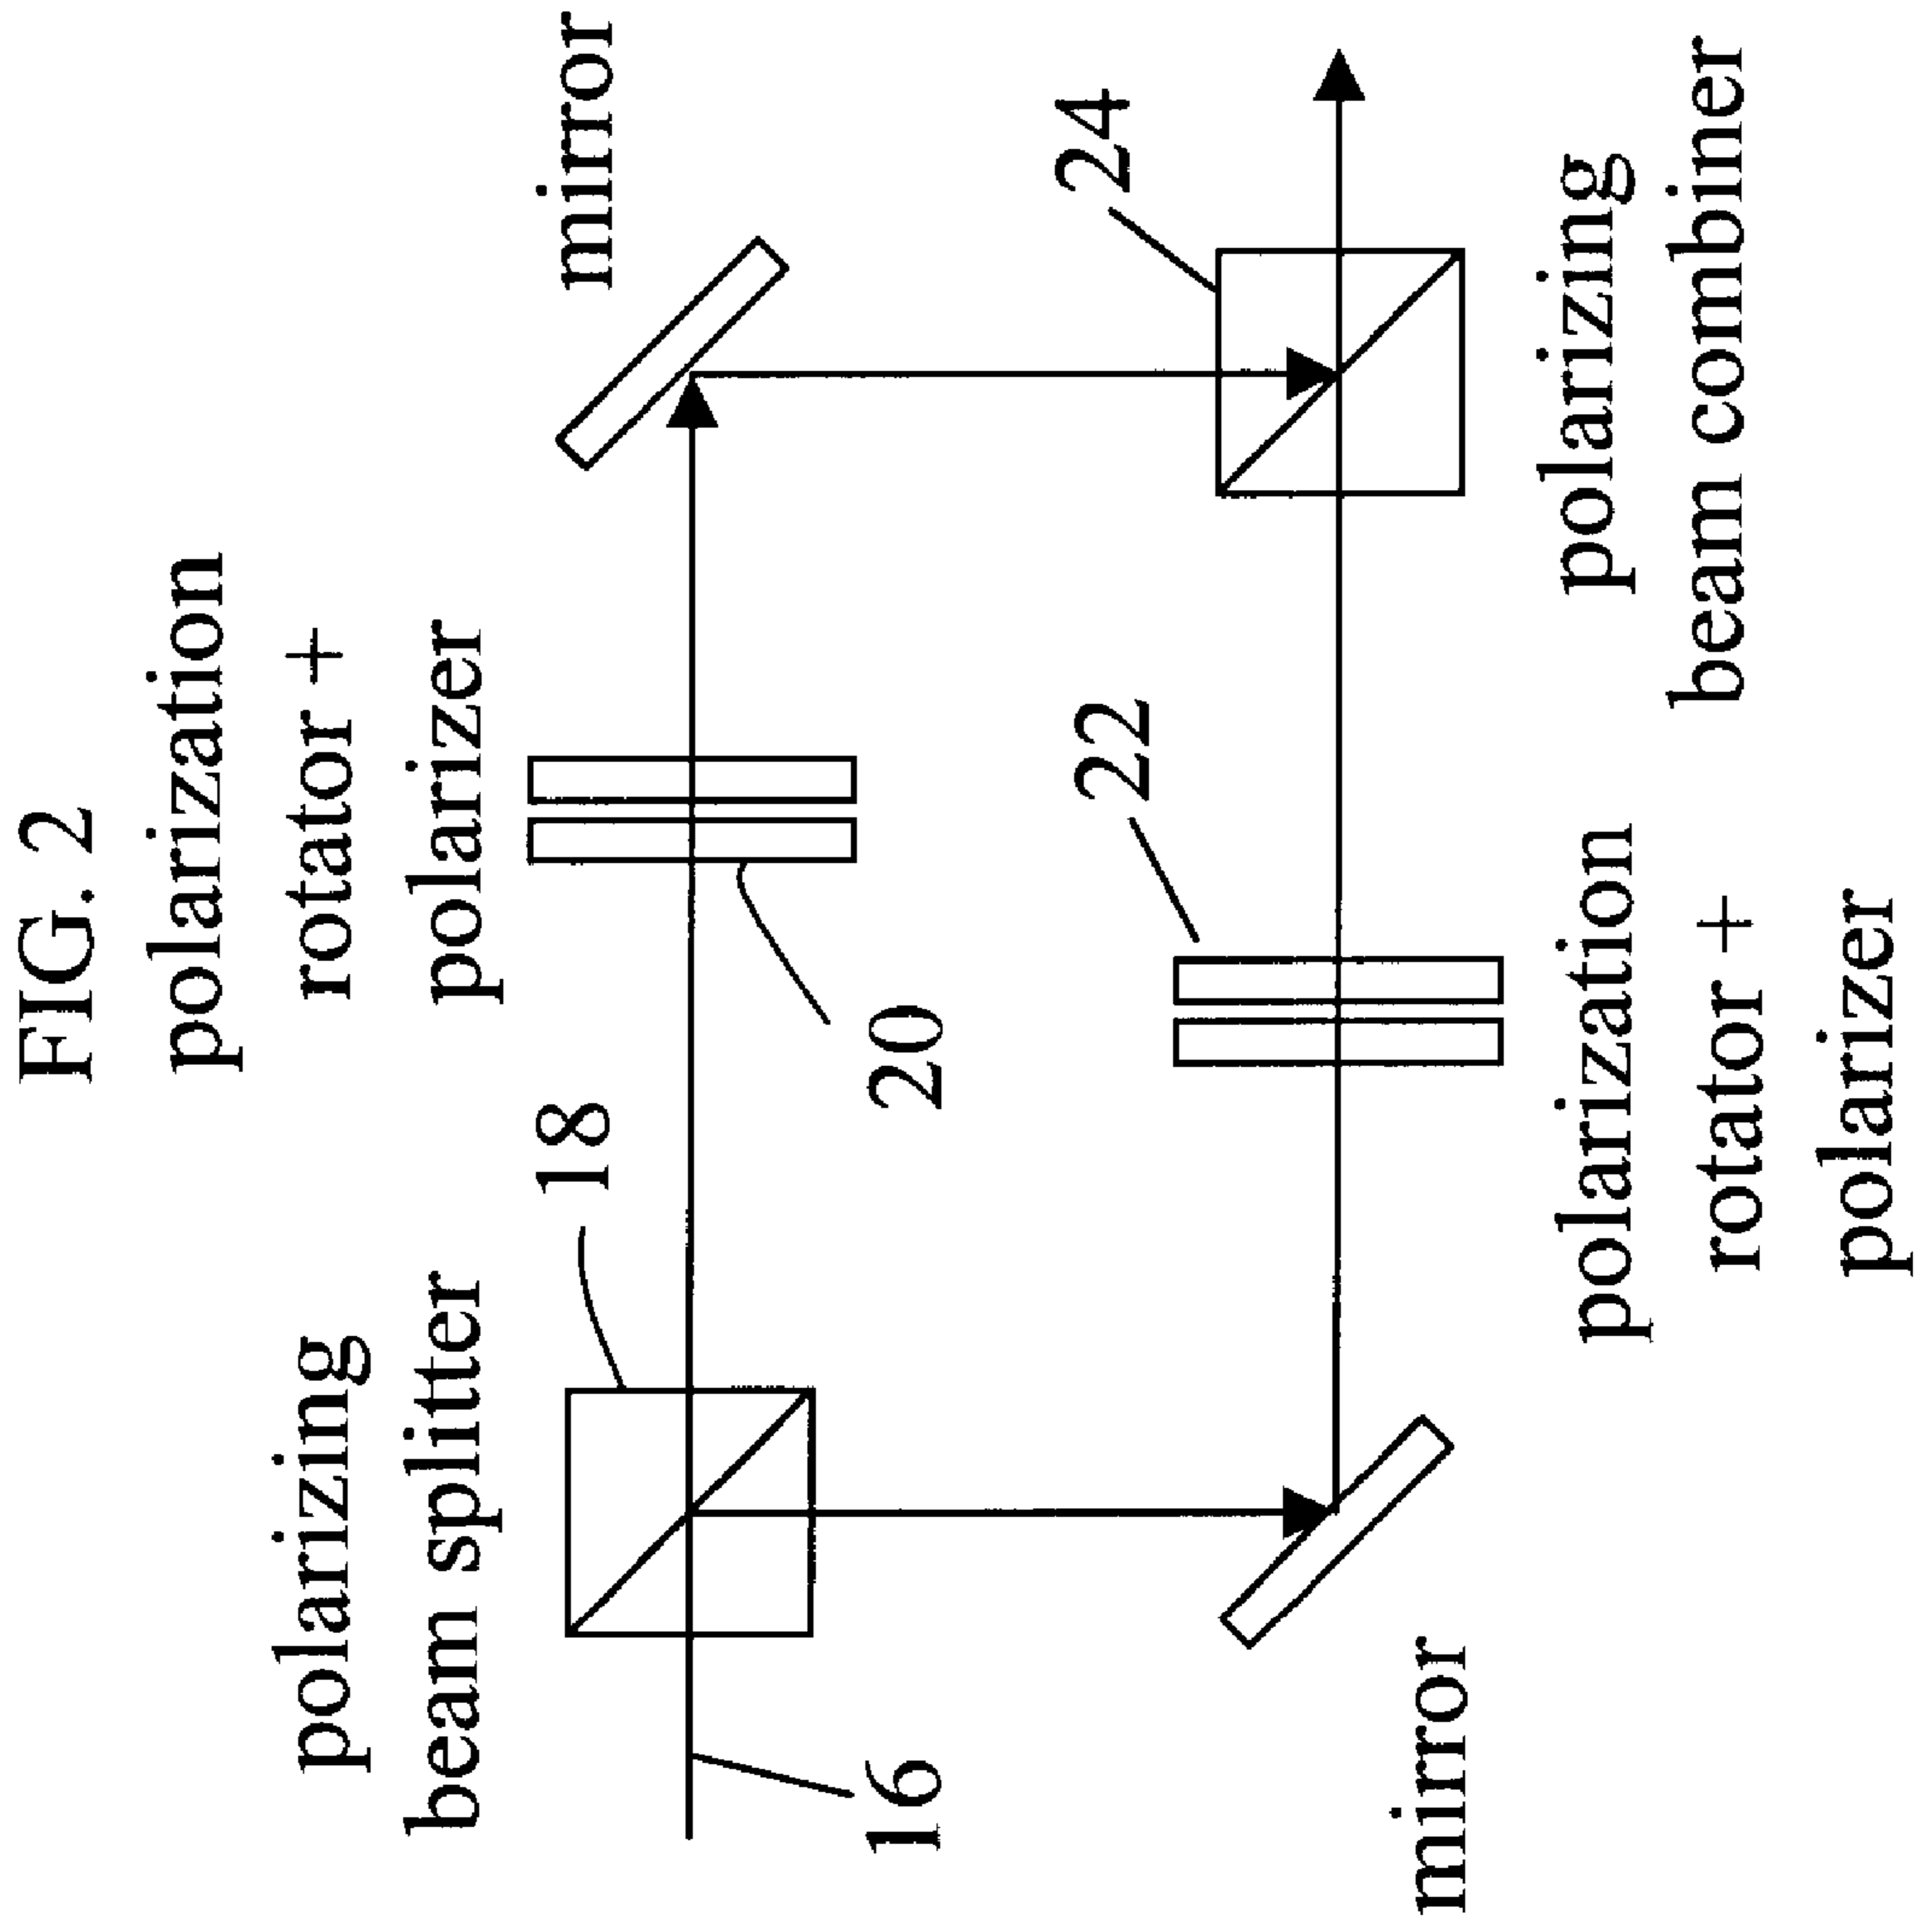 FIG. 2
polarization
rotator +
polarizer
polarizing
beam splitter
18
mirror
20
16
22
24
mirror
polarization
rotator +
polarizer
polarizing
beam combiner